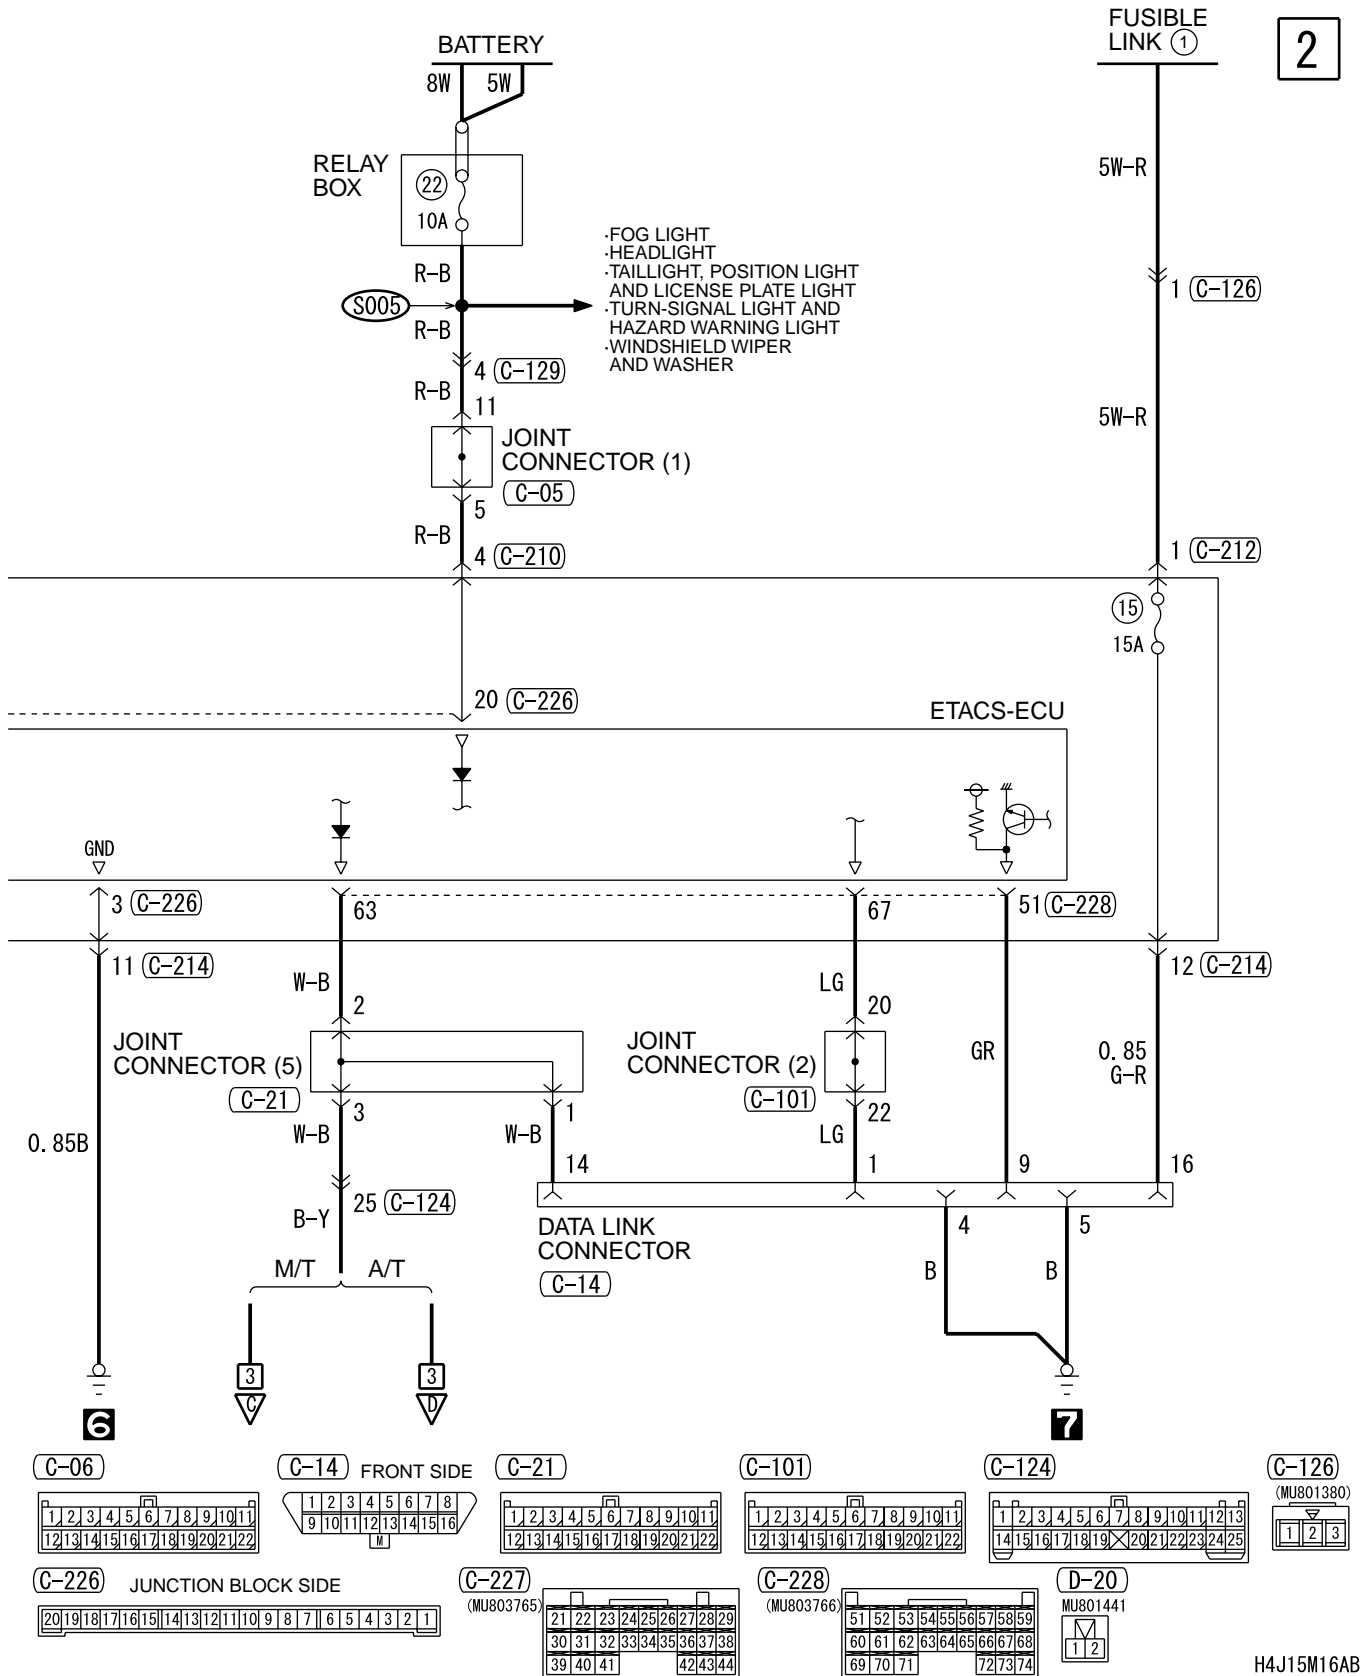 BATTERY
FUSIBLE
LINK 1
2
8W 5W
RELAY
BOX
22
10A
5W-R
R-B
·FOG LIGHT
·HEADLIGHT
·TAILLIGHT, POSITION LIGHT
AND LICENSE PLATE LIGHT
·TURN-SIGNAL LIGHT AND
HAZARD WARNING LIGHT
·WINDSHIELD WIPER
AND WASHER
S005
1 C-126
R-B
4 C-129
R-B
11
5W-R
JOINT
CONNECTOR (1)
C-05
5
R-B
4 C-210
1 C-212
15
15A
20 C-226
ETACS-ECU
GND
3 C-226
63
67
51 C-228
11 C-214
12 C-214
W-B
2
LG
20
JOINT
CONNECTOR (5)
C-21
JOINT
CONNECTOR (2)
C-101
GR
0.85
G-R
3
1
22
0.85B
W-B
W-B
LG
14
1
9
16
25 C-124
B-Y
DATA LINK
CONNECTOR
C-14
4
5
M/T A/T
B
B
3
C
3
D
6
7
C-06
1 2 3 4 5 6 7 8 9 10 11
12 13 14 15 16 17 18 19 20 21 22
C-14 FRONT SIDE
1 2 3 4 5 6 7 8
9 10 11 12 13 14 15 16
M
C-21
1 2 3 4 5 6 7 8 9 10 11
12 13 14 15 16 17 18 19 20 21 22
C-101
1 2 3 4 5 6 7 8 9 10 11
12 13 14 15 16 17 18 19 20 21 22
C-124
1 2 3 4 5 6 7 8 9 10 11 12 13
14 15 16 17 18 19 20 21 22 23 24 25
C-126
(MU801380)
1 2 3
C-226 JUNCTION BLOCK SIDE
20 19 18 17 16 15 14 13 12 11 10 9 8 7 6 5 4 3 2 1
C-227
(MU803765)
21 22 23 24 25 26 27 28 29
30 31 32 33 34 35 36 37 38
39 40 41 42 43 44
C-228
(MU803766)
51 52 53 54 55 56 57 58 59
60 61 62 63 64 65 66 67 68
69 70 71 72 73 74
D-20
MU801441
1 2
H4J15M16AB